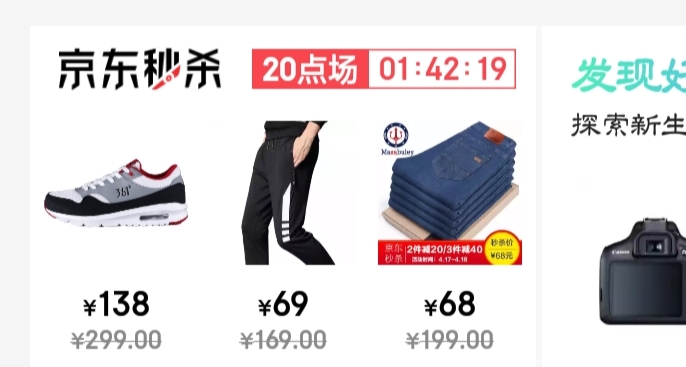 京东秒杀
20点场 01:42:19
发现好
探索新生
361°
Masabuley
京东秒杀 2件减20/3件减40
活动时间：4.17-4.18
秒杀价
¥68元
Canon
¥138 ¥69 ¥68
¥299.00 ¥169.00 ¥199.00